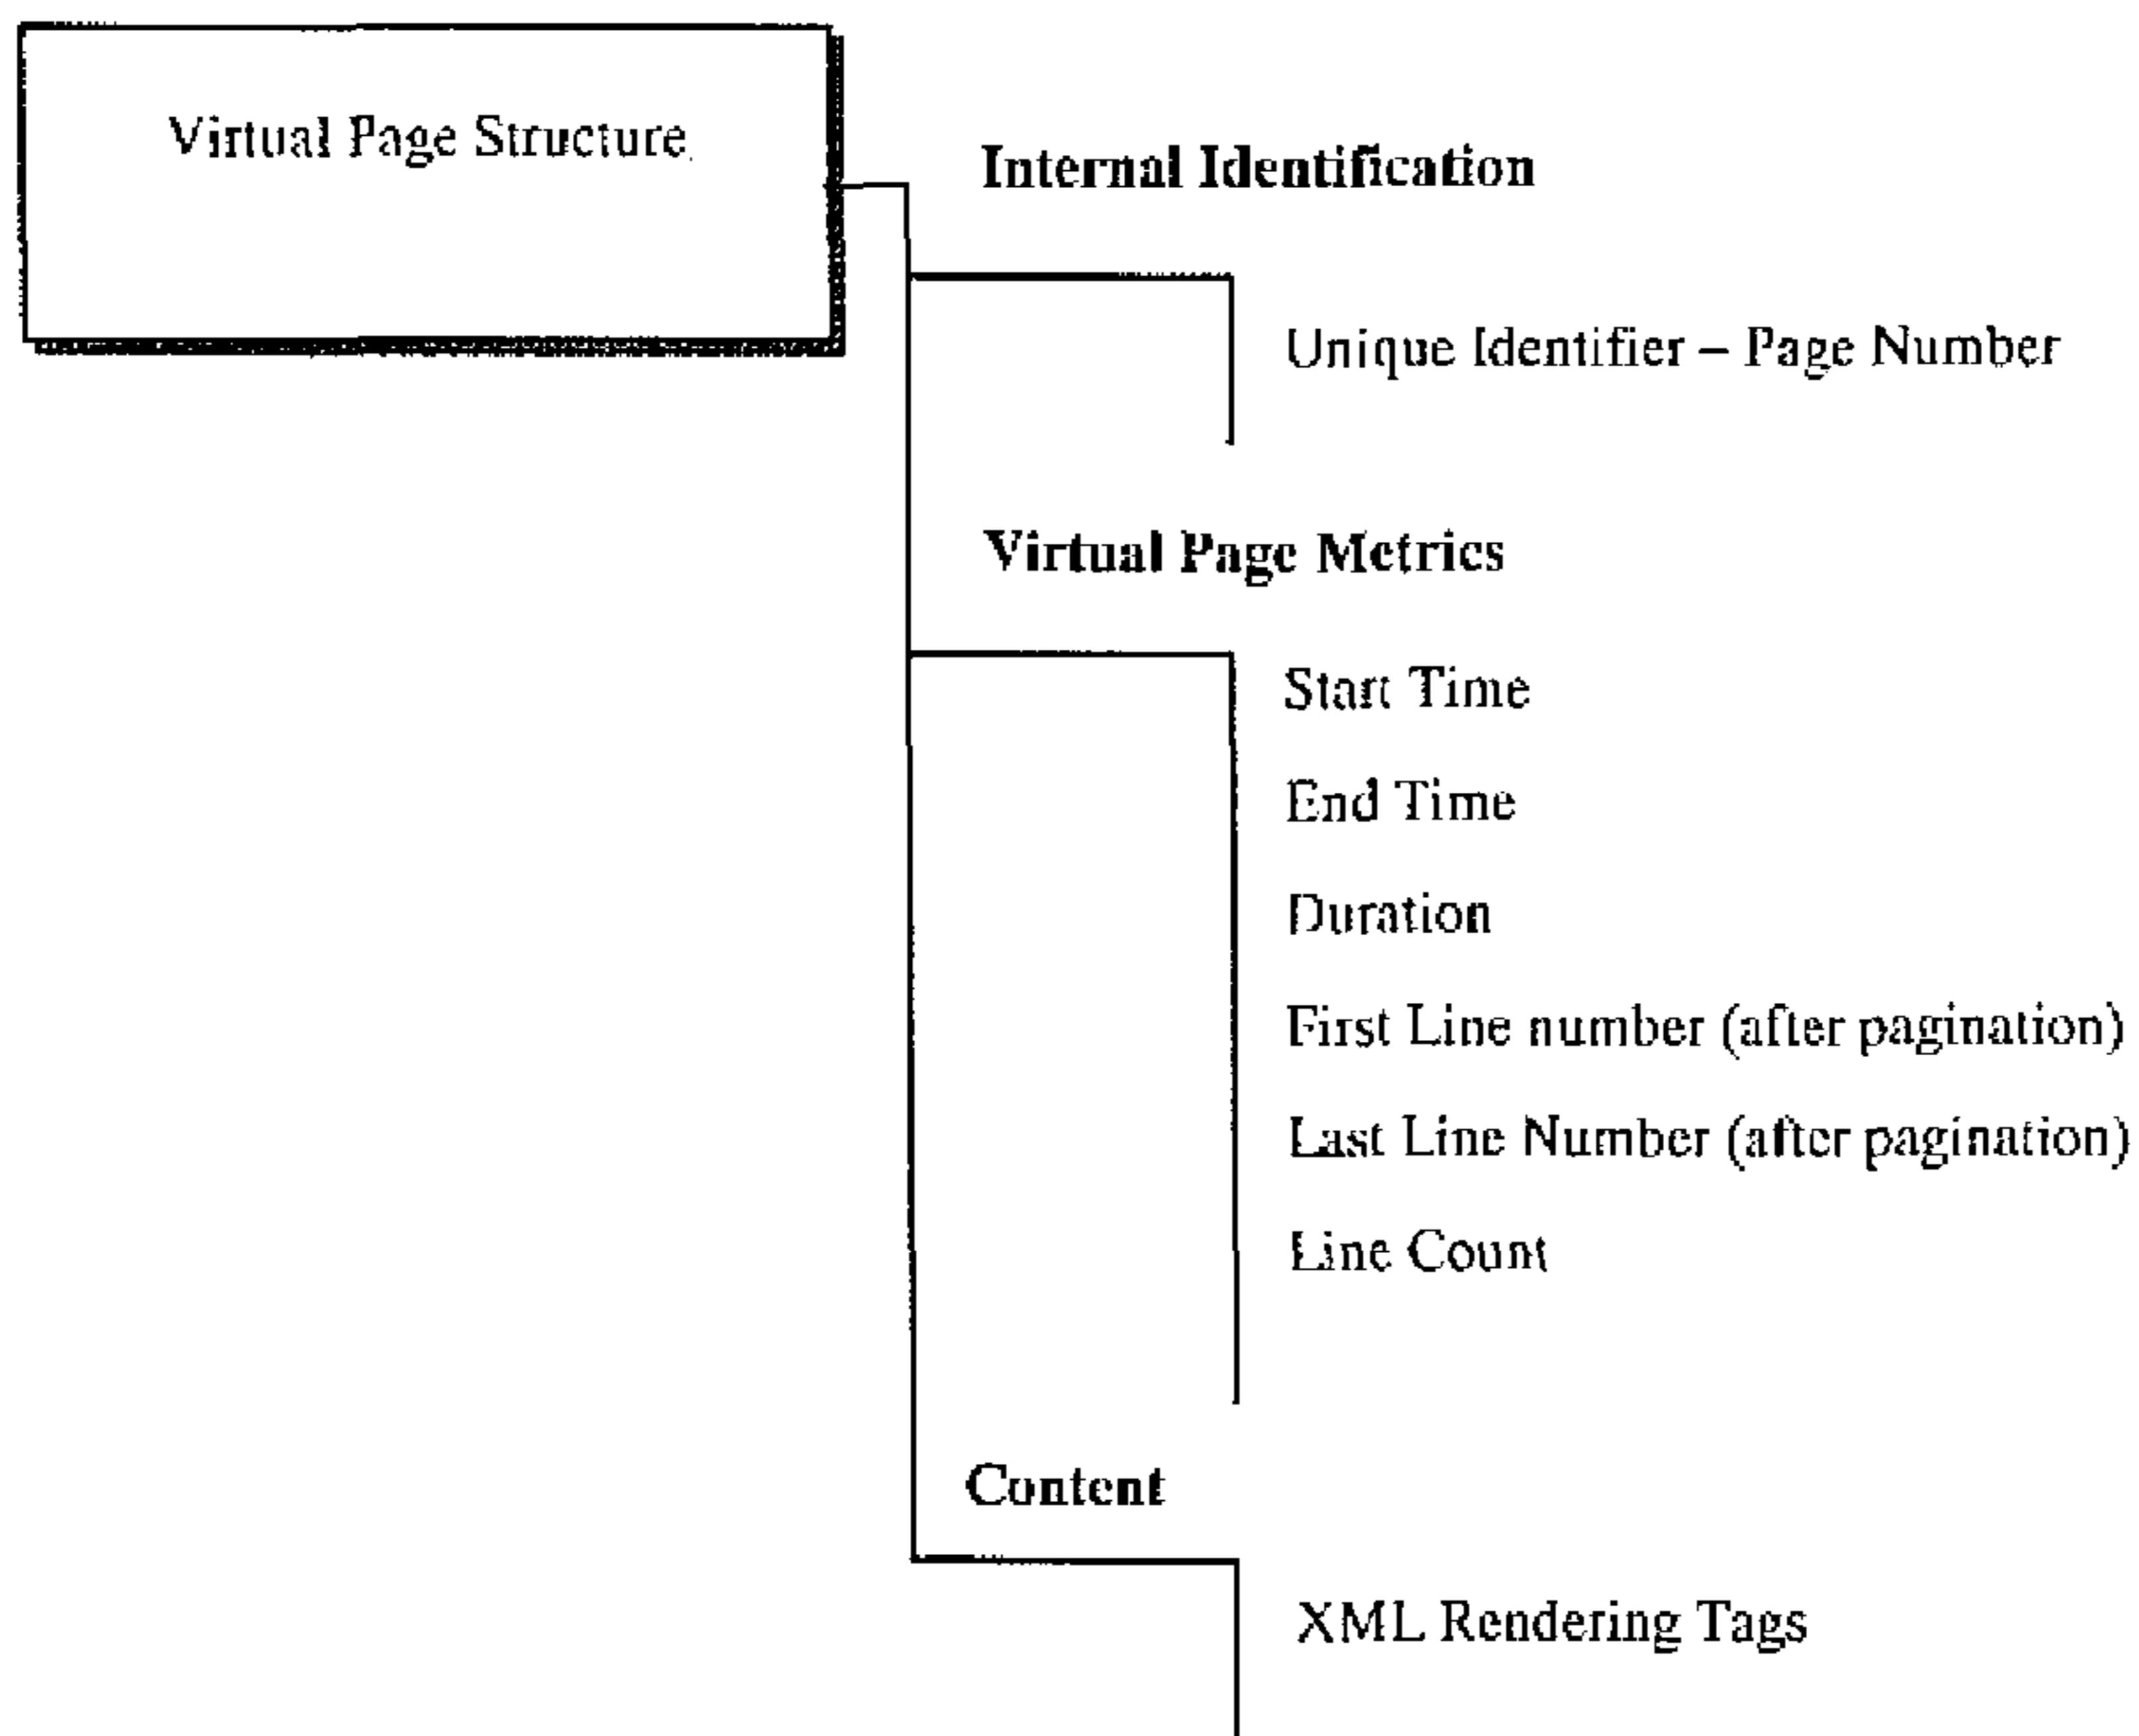 Virtual Page Structure
Internal Identification
Unique Identifier – Page Number
Virtual Page Metrics
Start Time
End Time
Duration
First Line number (after pagination)
Last Line Number (after pagination)
Line Count
Content
XML Rendering Tags